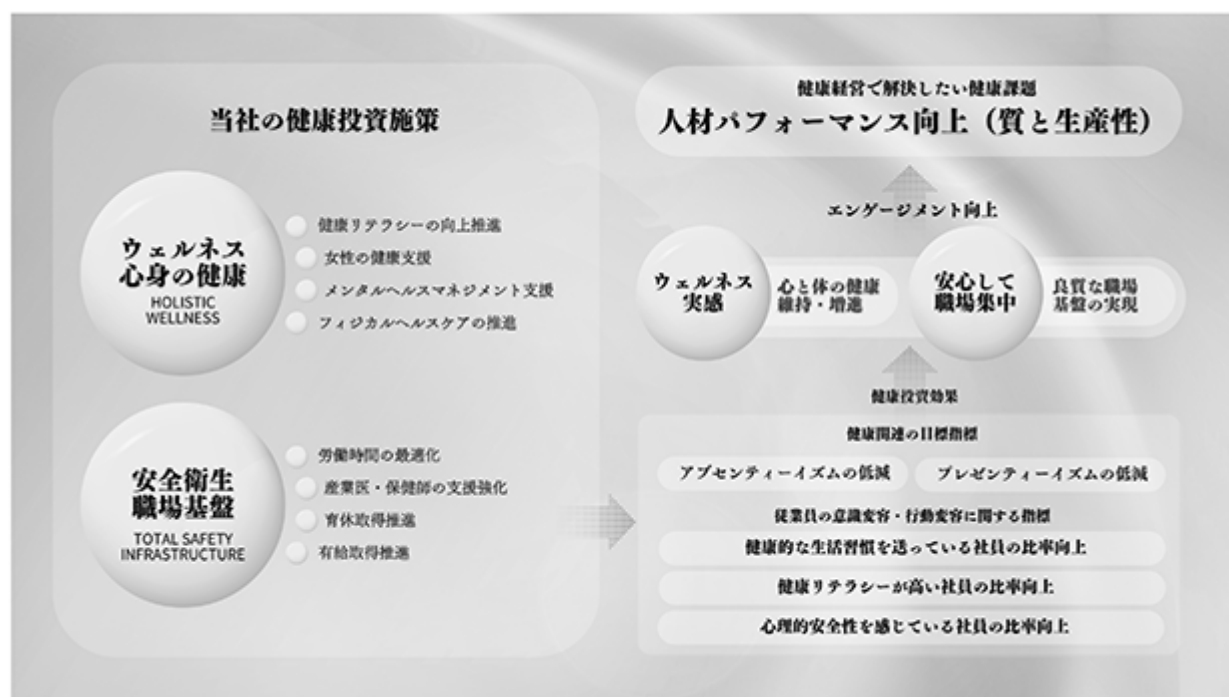 当社の健康投資施策
ウェルネス
心身の健康
HOLISTIC
WELLNESS
健康リテラシーの向上推進
女性の健康支援
メンタルヘルスマネジメント支援
フィジカルヘルスケアの推進
安全衛生
職場基盤
TOTAL SAFETY
INFRASTRUCTURE
労働時間の最適化
産業医・保健師の支援強化
育休取得推進
有給取得推進
健康経営で解決したい健康課題
人材パフォーマンス向上（質と生産性）
エンゲージメント向上
ウェルネス
実感
心と体の健康
維持・増進
安心して
職場集中
良質な職場
基盤の実現
健康投資効果
健康関連の目標指標
アブセンティーイズムの低減
プレゼンティーイズムの低減
従業員の意識変容・行動変容に関する指標
健康的な生活習慣を送っている社員の比率向上
健康リテラシーが高い社員の比率向上
心理的安全性を感じている社員の比率向上